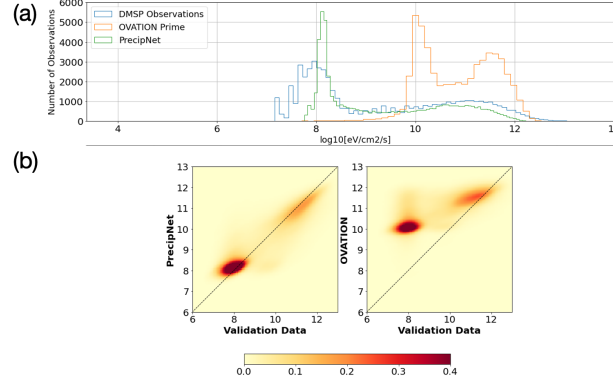 (a)
6000
5000
4000
3000
2000
1000
0
Number of Observations
DMSP Observations
OVATION Prime
PrecipNet
4 6 8 10 12
log10[eV/cm2/s]
(b)
13
12
11
10
9
8
7
6
PrecipNet
6 8 10 12
Validation Data
13
12
11
10
9
8
7
6
OVATION
6 8 10 12
Validation Data
0.0 0.1 0.2 0.3 0.4